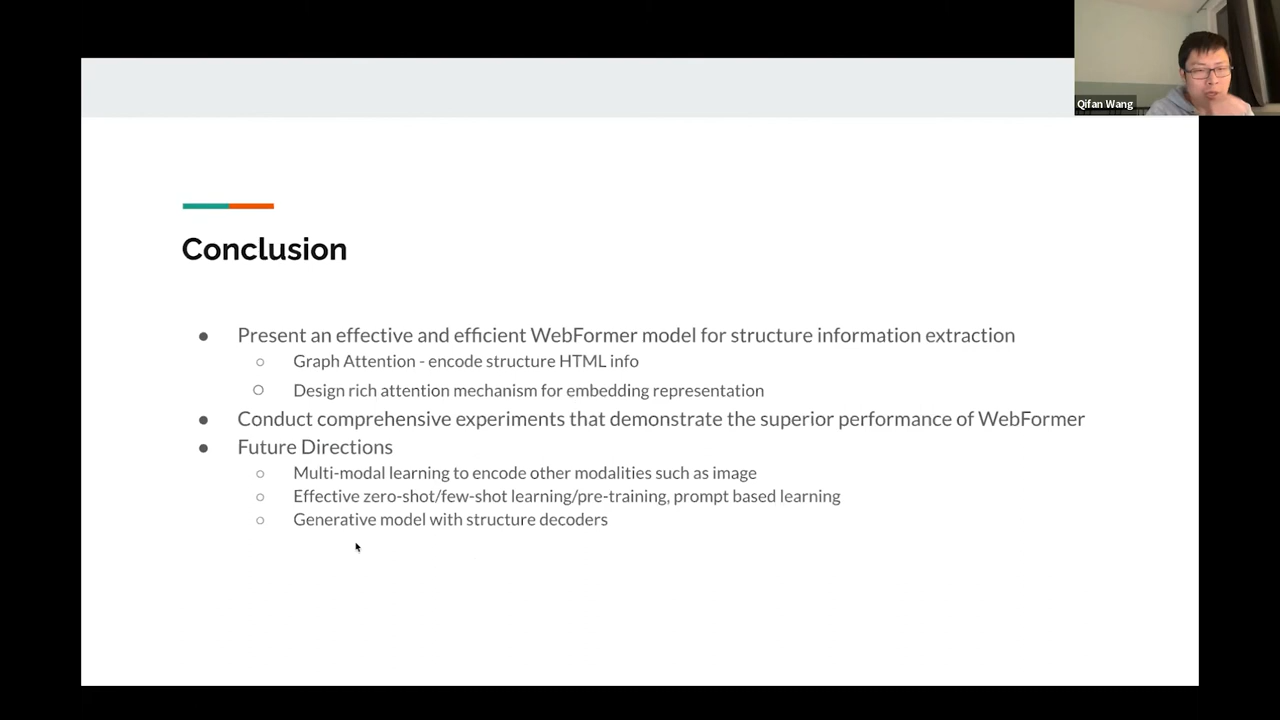 Qifan Wang
Conclusion
● Present an effective and efficient WebFormer model for structure information extraction
○ Graph Attention - encode structure HTML info
○ Design rich attention mechanism for embedding representation
● Conduct comprehensive experiments that demonstrate the superior performance of WebFormer
● Future Directions
○ Multi-modal learning to encode other modalities such as image
○ Effective zero-shot/few-shot learning/pre-training, prompt based learning
○ Generative model with structure decoders